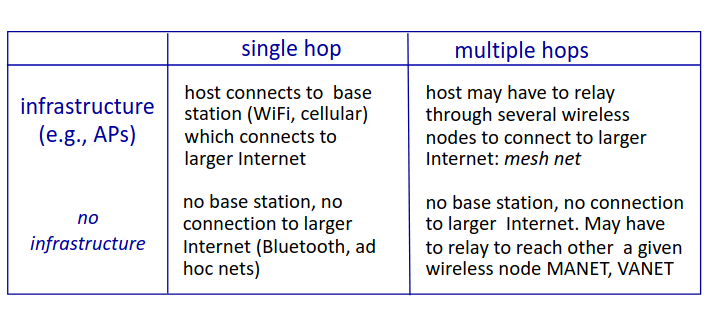 single hop
multiple hops
infrastructure
(e.g., APs)
host connects to base
station (WiFi, cellular)
which connects to
larger Internet
host may have to relay
through several wireless
nodes to connect to larger
Internet: mesh net
no
infrastructure
no base station, no
connection to larger
Internet (Bluetooth, ad
hoc nets)
no base station, no connection
to larger Internet. May have
to relay to reach other a given
wireless node MANET, VANET